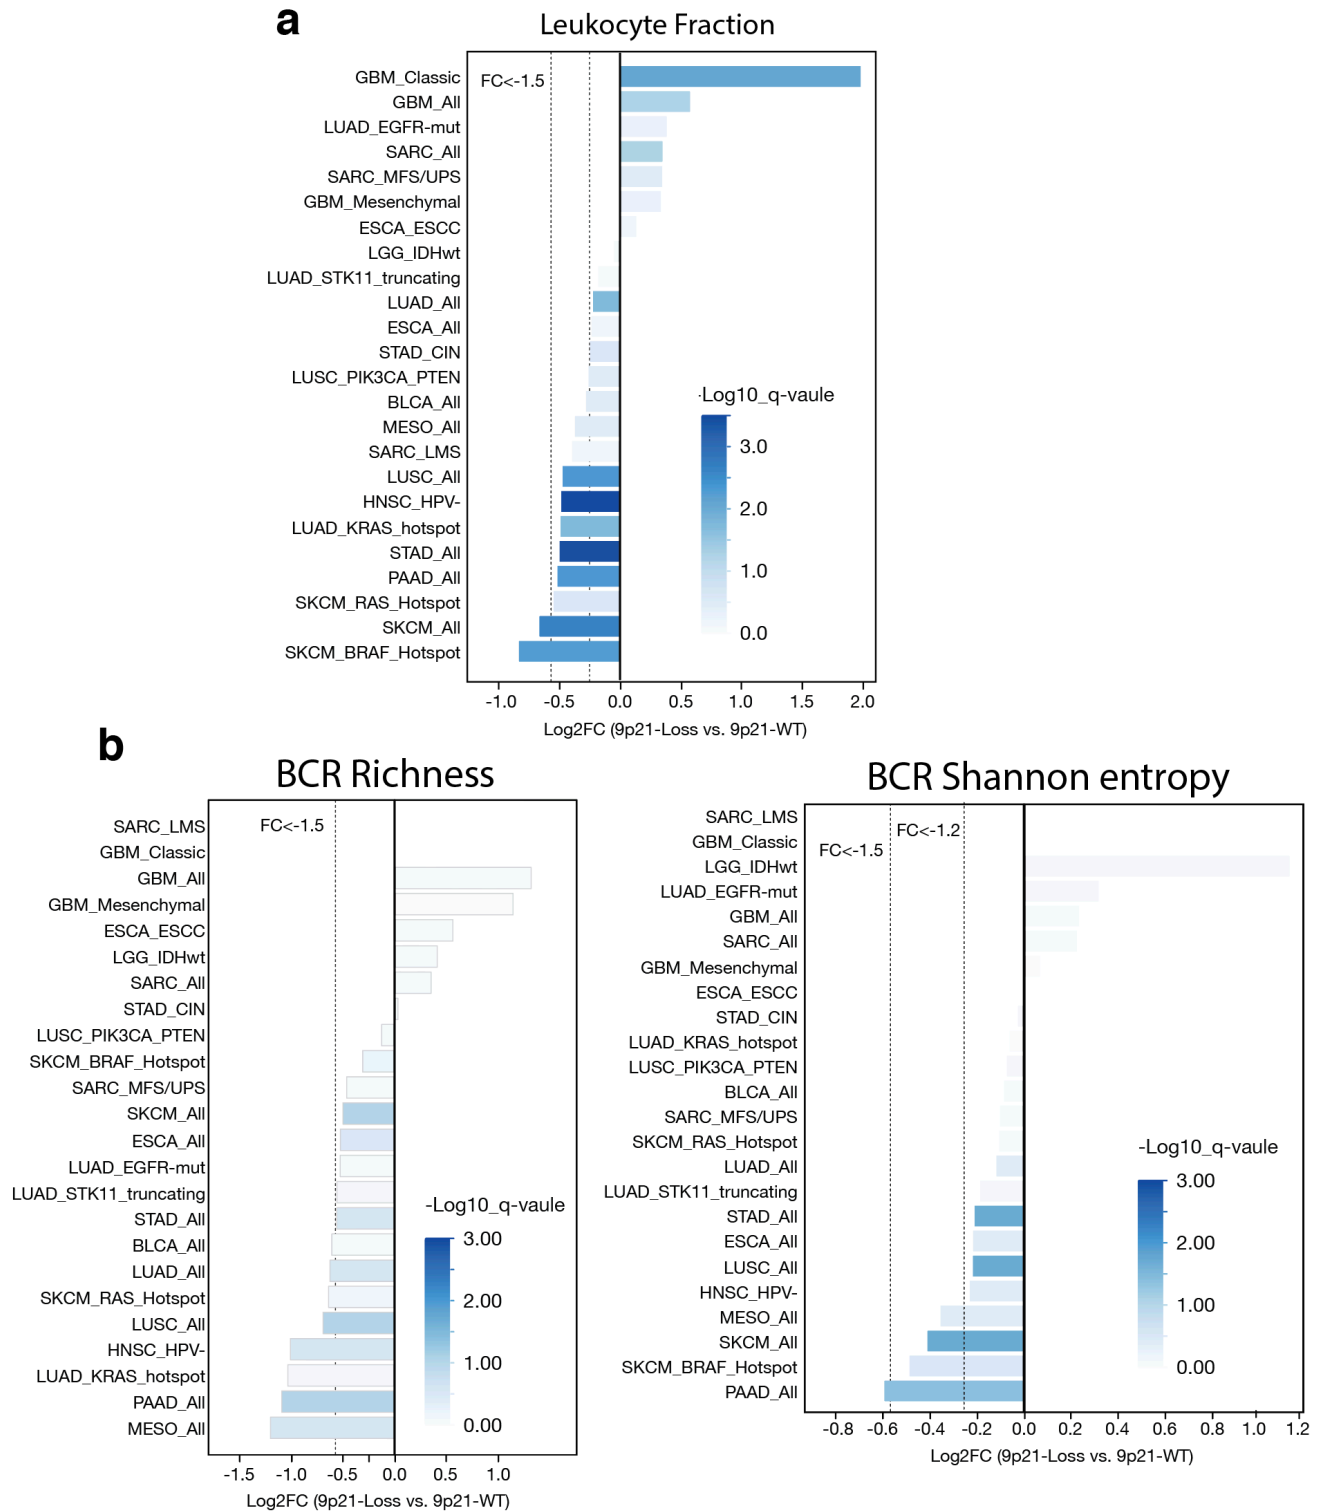 a
Leukocyte Fraction
FC<-1.5
GBM_Classic
GBM_All
LUAD_EGFR-mut
SARC_All
SARC_MFS/UPS
GBM_Mesenchymal
ESCA_ESCC
LGG_IDHwt
LUAD_STK11_truncating
LUAD_All
ESCA_All
STAD_CIN
LUSC_PIK3CA_PTEN
BLCA_All
MESO_All
SARC_LMS
LUSC_All
HNSC_HPV-
LUAD_KRAS_hotspot
STAD_All
PAAD_All
SKCM_RAS_Hotspot
SKCM_All
SKCM_BRAF_Hotspot
-Log10_q-vaule
3.0
2.0
1.0
0.0
-1.0 -0.5 0.0 0.5 1.0 1.5 2.0
Log2FC (9p21-Loss vs. 9p21-WT)
b
BCR Richness
FC<-1.5
SARC_LMS
GBM_Classic
GBM_All
GBM_Mesenchymal
ESCA_ESCC
LGG_IDHwt
SARC_All
STAD_CIN
LUSC_PIK3CA_PTEN
SKCM_BRAF_Hotspot
SARC_MFS/UPS
SKCM_All
ESCA_All
LUAD_EGFR-mut
LUAD_STK11_truncating
STAD_All
BLCA_All
LUAD_All
SKCM_RAS_Hotspot
LUSC_All
HNSC_HPV-
LUAD_KRAS_hotspot
PAAD_All
MESO_All
-Log10_q-vaule
3.00
2.00
1.00
0.00
-1.5 -1.0 -0.5 0.0 0.5 1.0
Log2FC (9p21-Loss vs. 9p21-WT)
BCR Shannon entropy
FC<-1.2
FC<-1.5
SARC_LMS
GBM_Classic
LGG_IDHwt
LUAD_EGFR-mut
GBM_All
SARC_All
GBM_Mesenchymal
ESCA_ESCC
STAD_CIN
LUAD_KRAS_hotspot
LUSC_PIK3CA_PTEN
BLCA_All
SARC_MFS/UPS
SKCM_RAS_Hotspot
LUAD_All
LUAD_STK11_truncating
STAD_All
ESCA_All
LUSC_All
HNSC_HPV-
MESO_All
SKCM_All
SKCM_BRAF_Hotspot
PAAD_All
-Log10_q-vaule
3.00
2.00
1.00
0.00
-0.8 -0.6 -0.4 -0.2 0.0 0.2 0.4 0.6 0.8 1.0 1.2
Log2FC (9p21-Loss vs. 9p21-WT)